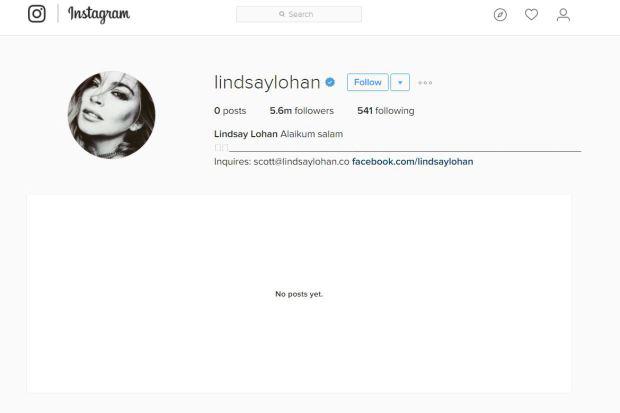 Instagram
Search
lindsaylohan Follow
0 posts 5.6m followers 541 following
Lindsay Lohan Alaikum salam
Inquires: scott@lindsaylohan.co facebook.com/lindsaylohan
No posts yet.